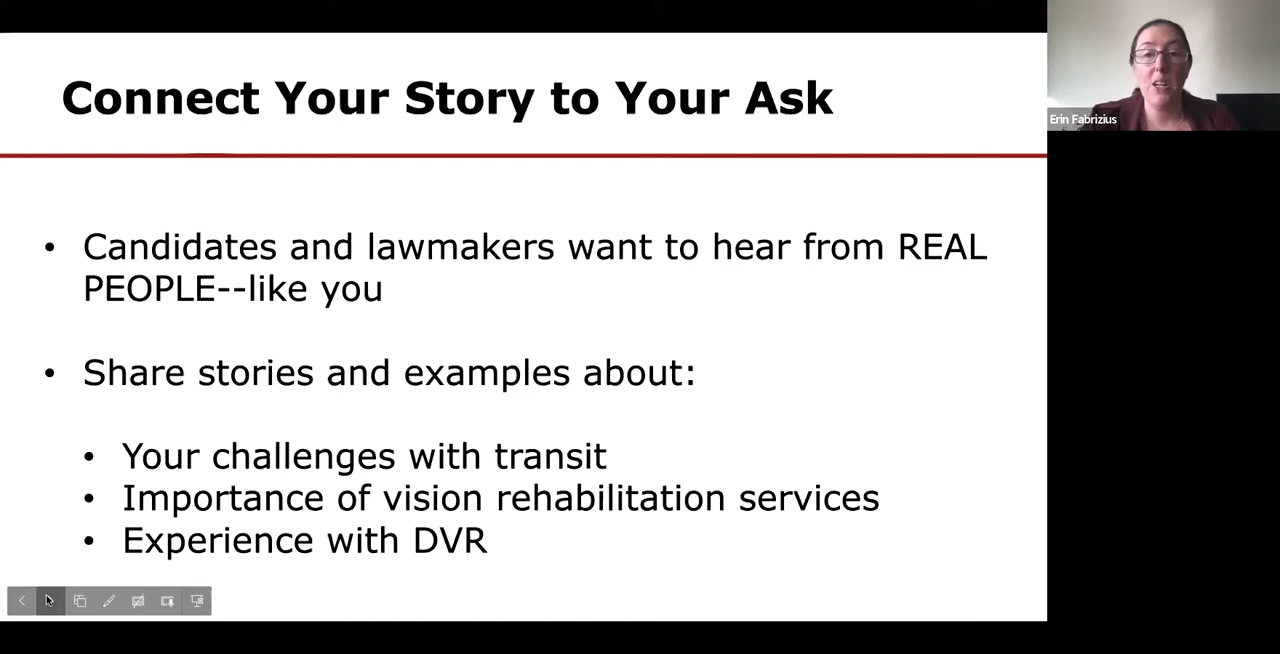 Connect Your Story to Your Ask
Erin Fabrizius
• Candidates and lawmakers want to hear from REAL
PEOPLE--like you
• Share stories and examples about:
• Your challenges with transit
• Importance of vision rehabilitation services
• Experience with DVR